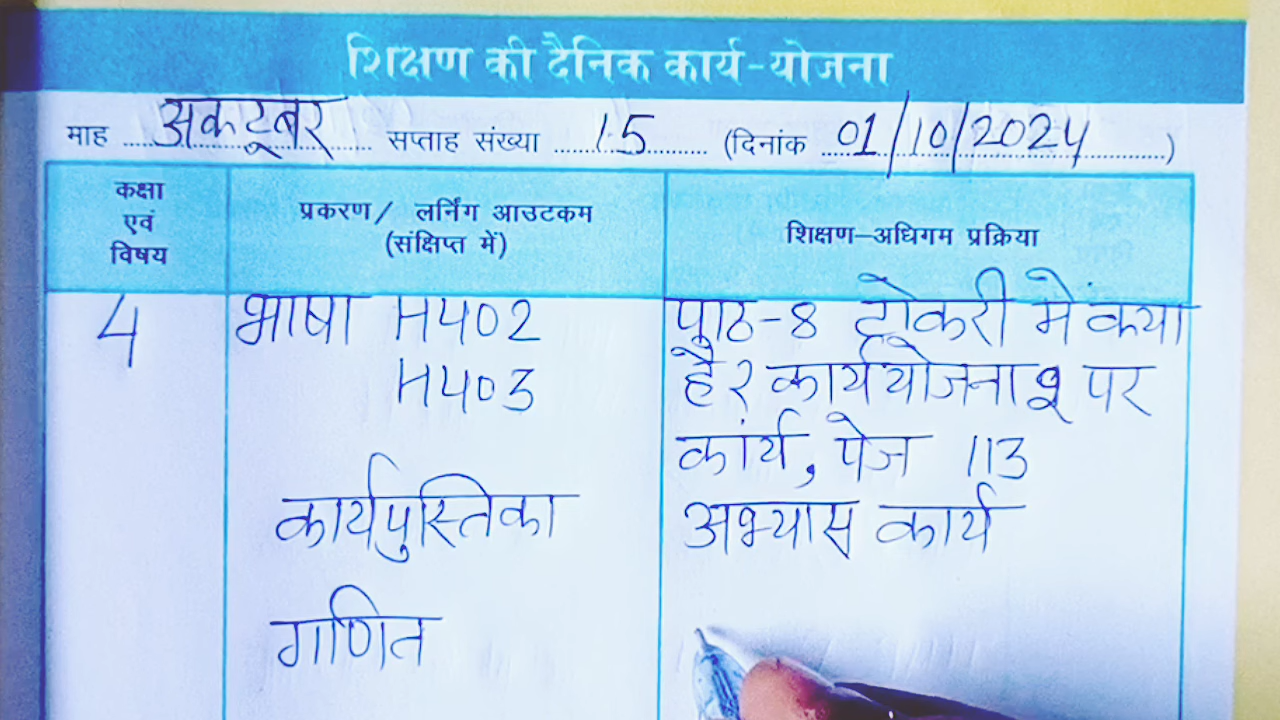 शिक्षण की दैनिक कार्य-योजना
माह अकटूबर सप्ताह संख्या 15 (दिनांक 01/10/2024)
कक्षा एवं विषय
प्रकरण/ लर्निंग आउटकम (संक्षिप्त में)
शिक्षण–अधिगम प्रक्रिया
4
भाषा H402
H403
कार्यपुस्तिका
गणित
पाठ-8 टोकरी में क्या
है? कार्ययोजना 2 पर
कार्य, पेज 113
अभ्यास कार्य